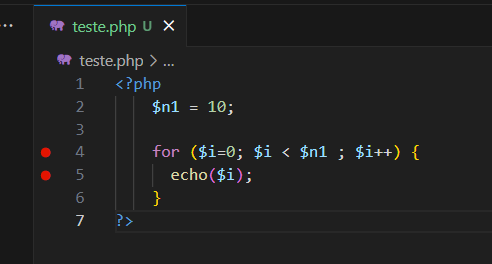 teste.php U ×
teste.php > ...
1 <?php
2 $n1 = 10;
3
4 for ($i=0; $i < $n1 ; $i++) {
5 echo($i);
6 }
7 ?>